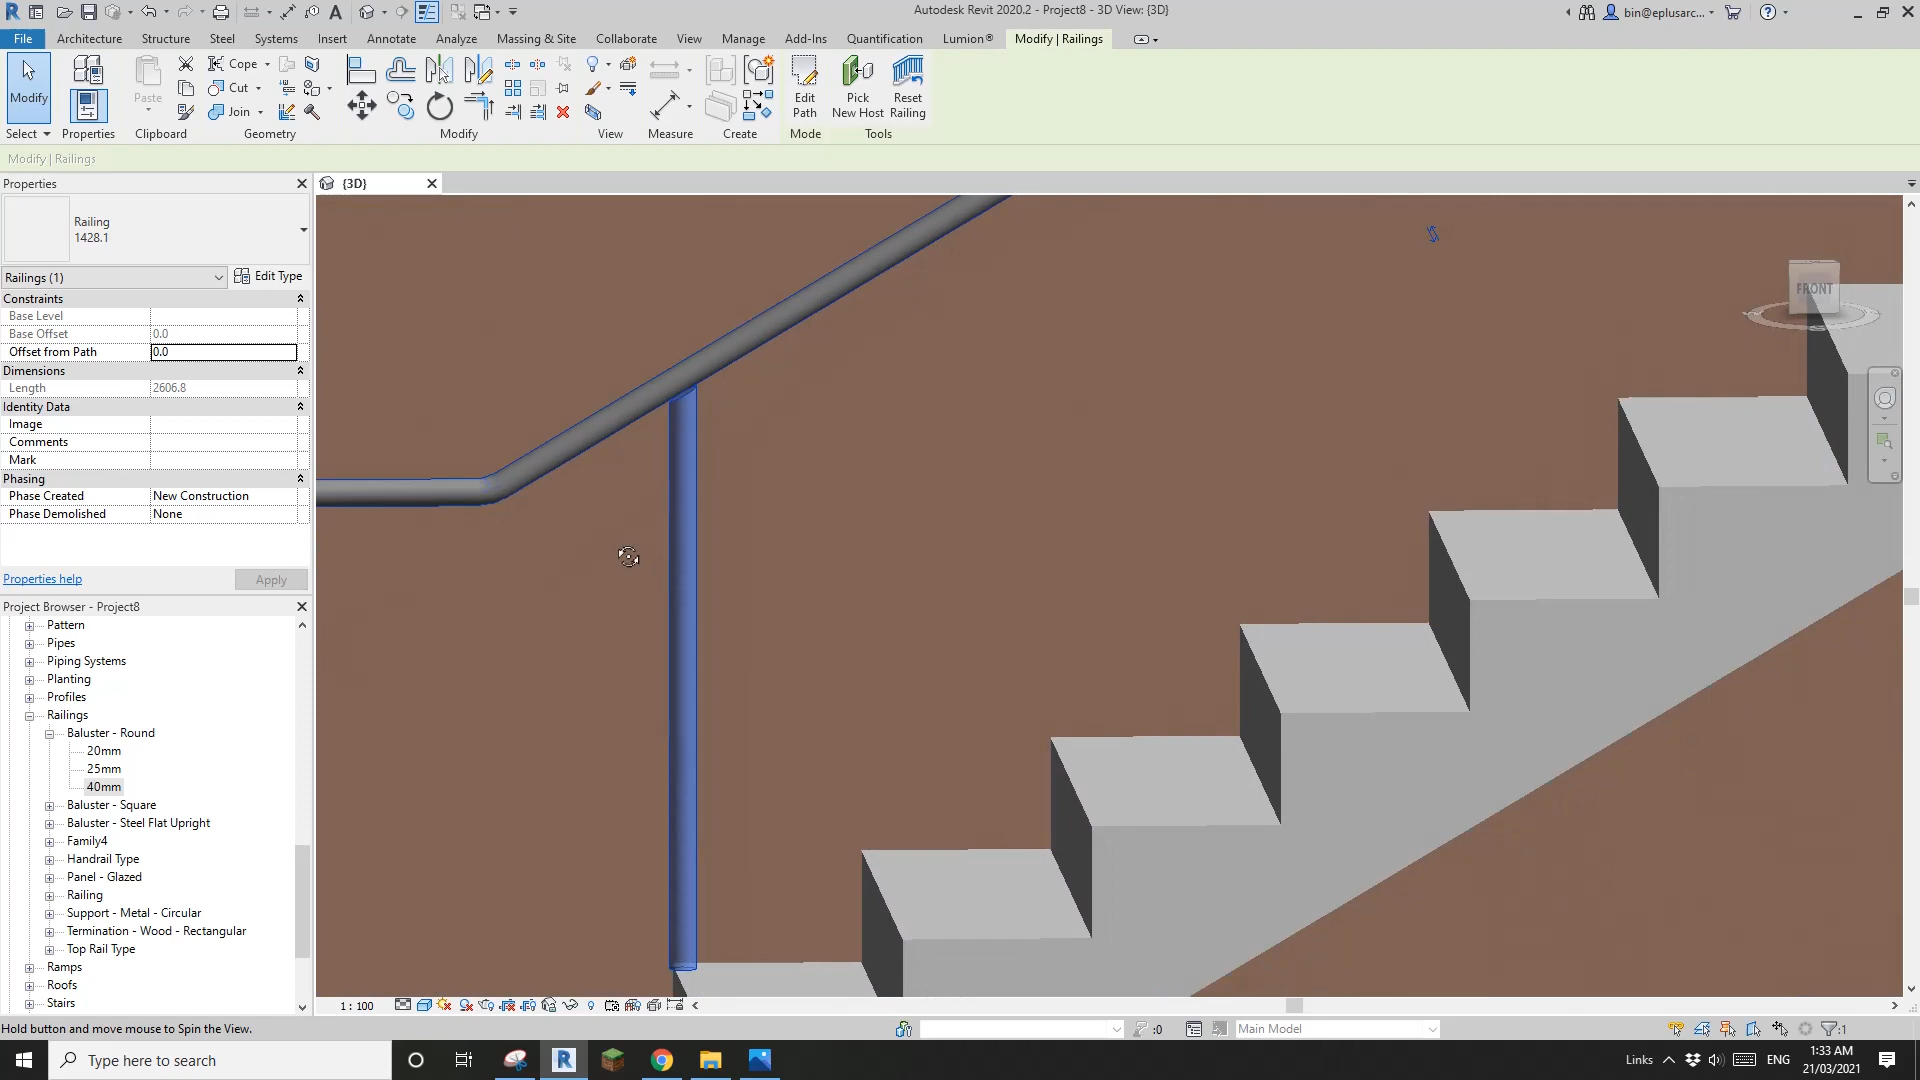 Autodesk Revit 2020.2 - Project8 - 3D View: {3D}
bin@eplusarc...
File Architecture Structure Steel Systems Insert Annotate Analyze Massing & Site Collaborate View Manage Add-Ins Quantification Lumion® Modify | Railings
Cope
Cut
Join
Modify
Paste
Edit Path
Pick New Host
Reset Railing
Select Properties Clipboard Geometry Modify View Measure Create Mode Tools
Modify | Railings
Properties
{3D}
Railing
1428.1
Railings (1)
Edit Type
Constraints
Base Level
Base Offset 0.0
Offset from Path 0.0
Dimensions
Length 2606.8
Identity Data
Image
Comments
Mark
Phasing
Phase Created New Construction
Phase Demolished None
Properties help
Apply
FRONT
Project Browser - Project8
Pattern
Pipes
Piping Systems
Planting
Profiles
Railings
Baluster - Round
20mm
25mm
40mm
Baluster - Square
Baluster - Steel Flat Upright
Family4
Handrail Type
Panel - Glazed
Railing
Support - Metal - Circular
Termination - Wood - Rectangular
Top Rail Type
Ramps
Roofs
Stairs
1 : 100
Hold button and move mouse to Spin the View.
:0
Main Model
:1
Type here to search
Links
ENG
1:33 AM
21/03/2021